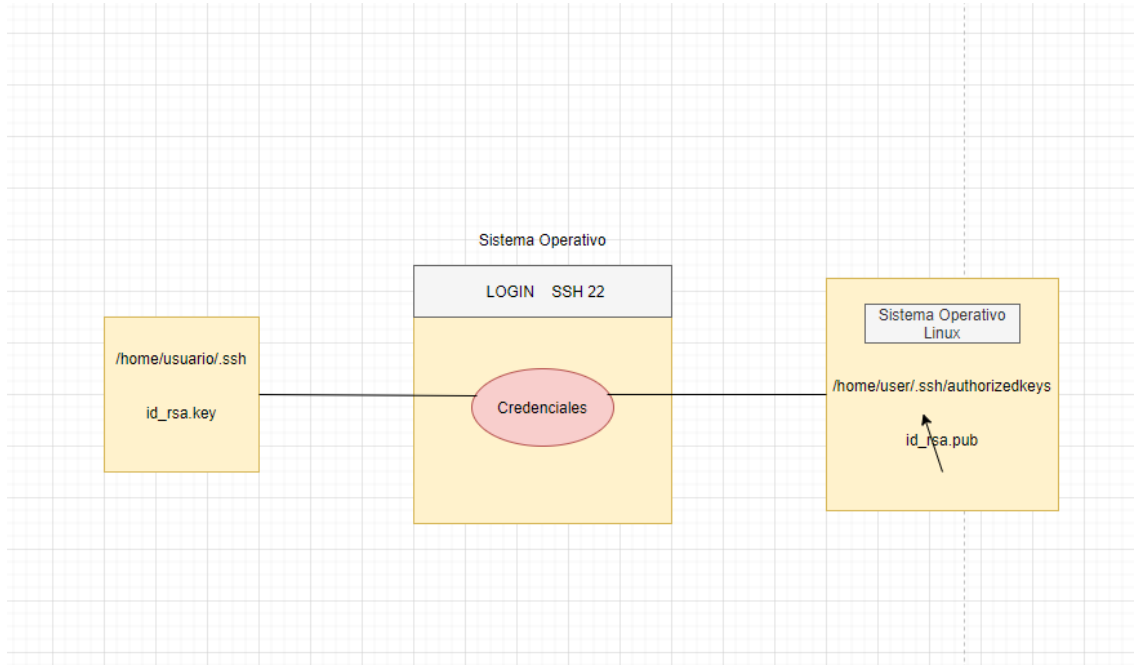 Sistema Operativo
LOGIN SSH 22
Credenciales
/home/usuario/.ssh
id_rsa.key
Sistema Operativo
Linux
/home/user/.ssh/authorizedkeys
id_rsa.pub